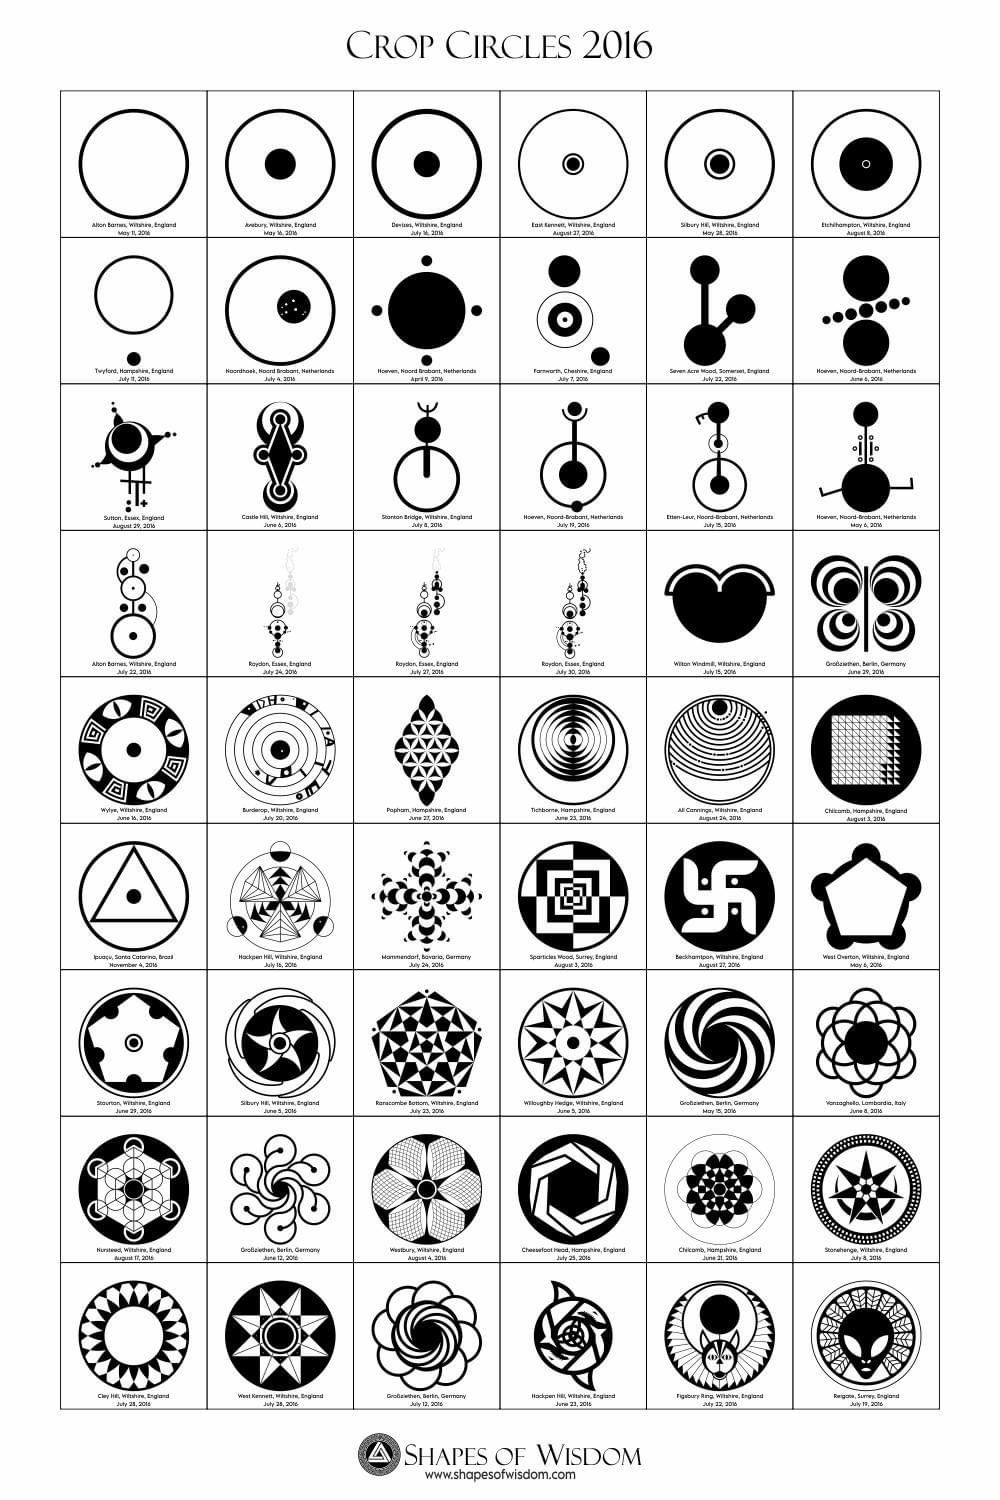 CROP CIRCLES 2016
Alton Barnes, Wiltshire, England
May 11, 2016
Avebury, Wiltshire, England
May 16, 2016
Devizes, Wiltshire, England
July 16, 2016
East Kennett, Wiltshire, England
August 27, 2016
Silbury Hill, Wiltshire, England
May 28, 2016
Etchilhampton, Wiltshire, England
August 8, 2016
Twyford, Hampshire, England
July 11, 2016
Noordhoek, Noord Brabant, Netherlands
July 4, 2016
Hoeven, Noord Brabant, Netherlands
April 9, 2016
Farnworth, Cheshire, England
July 7, 2016
Seven Acre Wood, Somerset, England
July 22, 2016
Hoeven, Noord-Brabant, Netherlands
June 6, 2016
Sutton, Essex, England
August 29, 2016
Castle Hill, Wiltshire, England
June 6, 2016
Stanton Bridge, Wiltshire, England
July 8, 2016
Hoeven, Noord-Brabant, Netherlands
July 19, 2016
Etten-Leur, Noord-Brabant, Netherlands
July 15, 2016
Hoeven, Noord-Brabant, Netherlands
May 6, 2016
Alton Barnes, Wiltshire, England
July 22, 2016
Roydon, Essex, England
July 24, 2016
Roydon, Essex, England
July 27, 2016
Roydon, Essex, England
July 30, 2016
Wilton Windmill, Wiltshire, England
July 15, 2016
Großziethen, Berlin, Germany
June 29, 2016
Wylye, Wiltshire, England
June 16, 2016
Burderop, Wiltshire, England
July 20, 2016
Popham, Hampshire, England
June 27, 2016
Tichborne, Hampshire, England
June 23, 2016
All Cannings, Wiltshire, England
August 24, 2016
Chilcomb, Hampshire, England
August 3, 2016
Ipuaçu, Santa Catarina, Brazil
November 4, 2016
Hackpen Hill, Wiltshire, England
July 16, 2016
Mammendorf, Bavaria, Germany
July 24, 2016
Sparticles Wood, Surrey, England
August 3, 2016
Beckhamtpon, Wiltshire, England
August 27, 2016
West Overton, Wiltshire, England
May 6, 2016
Stourton, Wiltshire, England
June 29, 2016
Silbury Hill, Wiltshire, England
June 5, 2016
Ranscombe Bottom, Wiltshire, England
July 23, 2016
Willoughby Hedge, Wiltshire, England
June 5, 2016
Großziethen, Berlin, Germany
May 15, 2016
Vanzaghello, Lombardia, Italy
June 8, 2016
Nursteed, Wiltshire, England
August 17, 2016
Großziethen, Berlin, Germany
June 12, 2016
Westbury, Wiltshire, England
August 4, 2016
Cheesefoot Head, Hampshire, England
July 25, 2016
Chilcomb, Hampshire, England
June 21, 2016
Stonehenge, Wiltshire, England
July 8, 2016
Cley Hill, Wiltshire, England
July 28, 2016
West Kennett, Wiltshire, England
July 28, 2016
Großziethen, Berlin, Germany
July 12, 2016
Hackpen Hill, Wiltshire, England
June 23, 2016
Figsbury Ring, Wiltshire, England
July 22, 2016
Reigate, Surrey, England
July 19, 2016
SHAPES OF WISDOM
www.shapesofwisdom.com